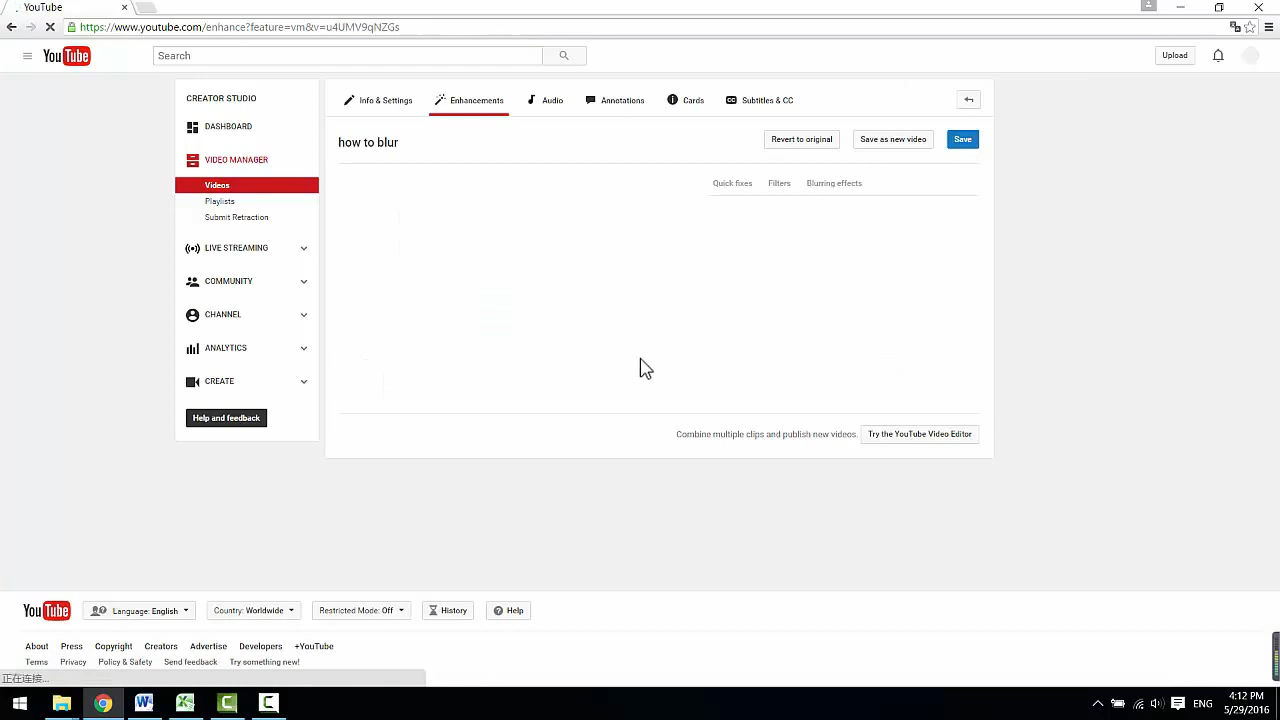 YouTube
https://www.youtube.com/enhance?feature=vm&v=u4UMV9qNZGs
YouTube
Search
Upload
CREATOR STUDIO
DASHBOARD
VIDEO MANAGER
Videos
Playlists
Submit Retraction
LIVE STREAMING
COMMUNITY
CHANNEL
ANALYTICS
CREATE
Help and feedback
Info & Settings
Enhancements
Audio
Annotations
Cards
CC Subtitles & CC
how to blur
Revert to original
Save as new video
Save
Quick fixes
Filters
Blurring effects
Combine multiple clips and publish new videos.
Try the YouTube Video Editor
YouTube
Language: English
Country: Worldwide
Restricted Mode: Off
History
Help
About Press Copyright Creators Advertise Developers +YouTube
Terms Privacy Policy & Safety Send feedback Try something new!
正在连接...
ENG
4:12 PM
5/29/2016